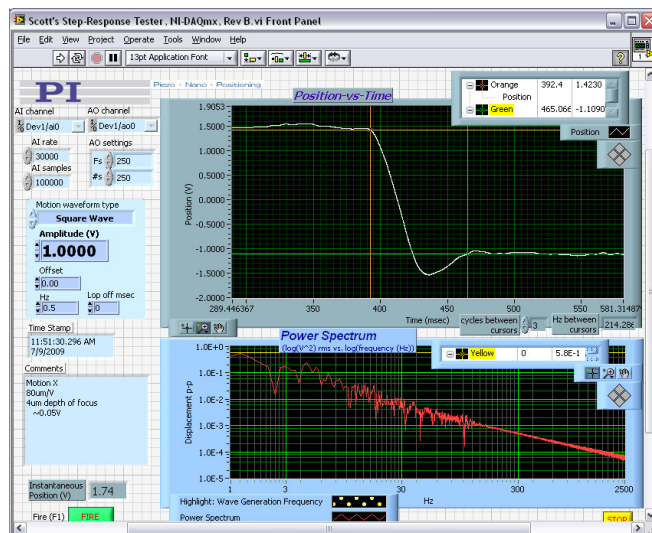 Scott's Step-Response Tester, NI-DAQmx, Rev B.vi Front Panel
File Edit View Project Operate Tools Window Help
13pt Application Font
PI
Piezo - Nano - Positioning
Position-vs-Time
Orange 392.4 1.4230
Position
Green 465.066 -1.1090
Position
AI channel AO channel
Dev1/ai0 Dev1/ao0
AI rate AO settings
30000 Fs 250
AI samples #s 250
100000
Motion waveform type
Square Wave
Amplitude (V)
1.0000
Offset
0.00
Hz Lop off msec
0.5 0
Time Stamp
11:51:30.296 AM
7/9/2009
Comments
Motion X
80um/V
4um depth of focus
~0.05V
Instantaneous
Position (V) 1.74
Fire (F1) FIRE
Position (V)
1.9053
1.5000
1.0000
0.5000
0.0000
-0.5000
-1.0000
-1.5000
-2.0000
289.446367 350 400 450 500 550 581.31487
Time (msec) cycles between
cursors 3 Hz between
cursors 214.286
Power Spectrum
(log(V^2) rms vs. log(frequency (Hz))
Yellow 0 5.8E-1
Displacement p-p
1.0E+0
1.0E-1
1.0E-2
1.0E-3
1.0E-4
1.0E-5
1 3 30 300 2500
Hz
Highlight: Wave Generation Frequency
Power Spectrum
STOP